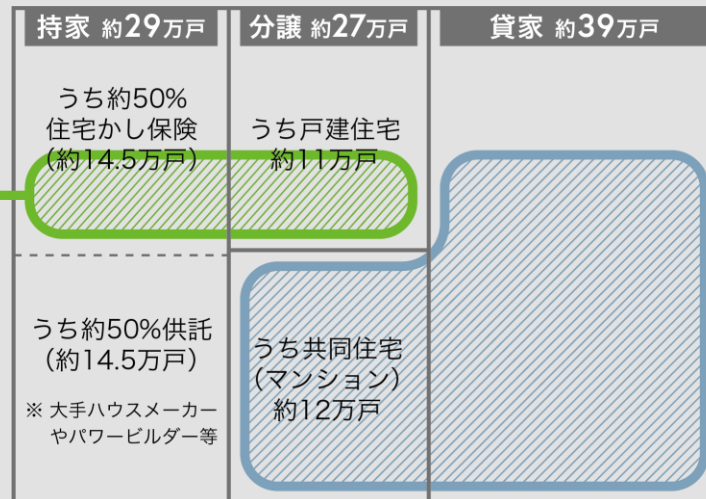 持家 約29万戸
分譲 約27万戸
貸家 約39万戸
うち約50%
住宅かし保険
(約14.5万戸)
うち戸建住宅
約11万戸
うち約50%供託
(約14.5万戸)
※ 大手ハウスメーカー
やパワービルダー等
うち共同住宅
(マンション)
約12万戸